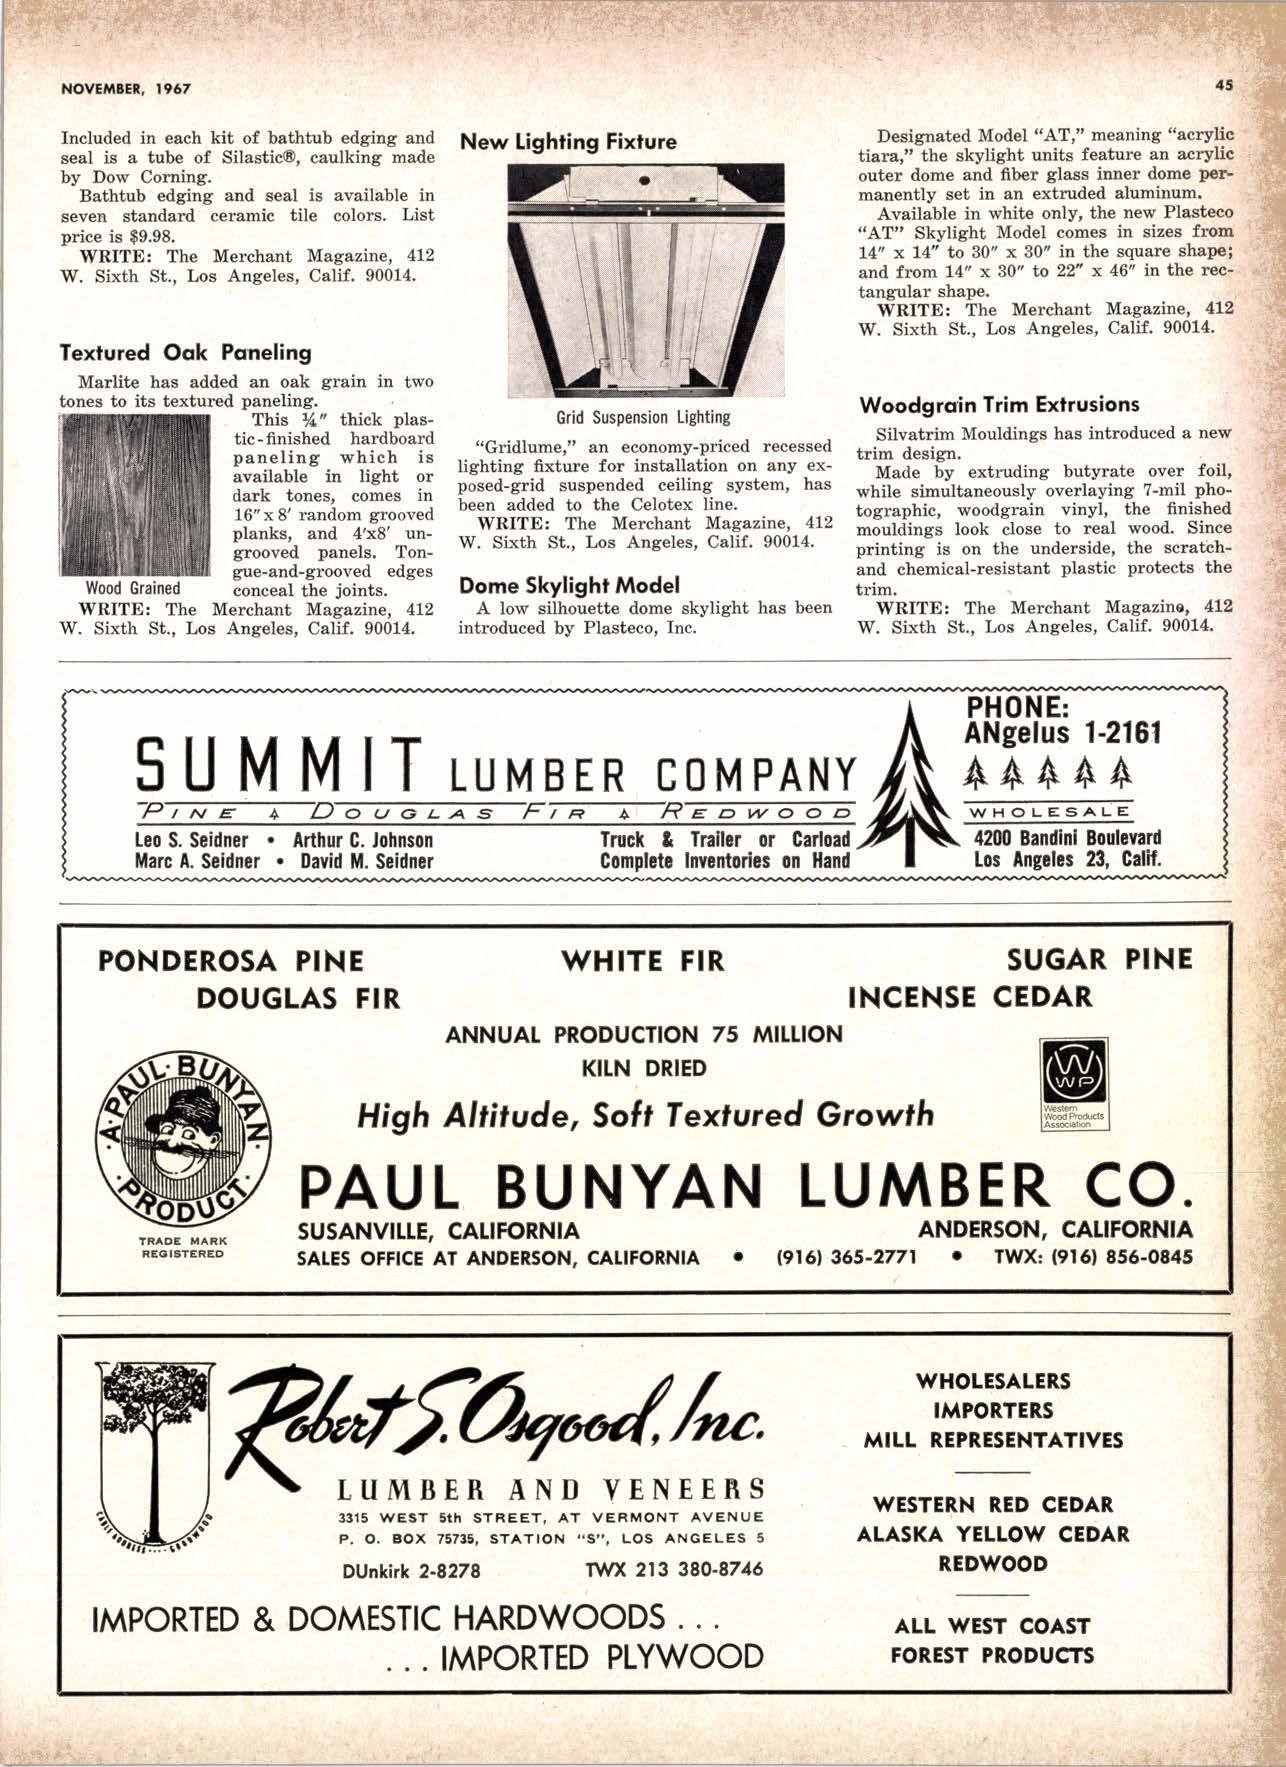 NOVEMBER, 1967
45
Included in each kit of bathtub edging and
seal is a tube of Silastic®, caulking made
by Dow Corning.
Bathtub edging and seal is available in
seven standard ceramic tile colors. List
price is $9.98.
WRITE: The Merchant Magazine, 412
W. Sixth St., Los Angeles, Calif. 90014.
Textured Oak Paneling
Marlite has added an oak grain in two
tones to its textured paneling.
This ¼" thick plas-
tic-finished hardboard
paneling which is
available in light or
dark tones, comes in
16" x 8' random grooved
planks, and 4'x8' un-
grooved panels. Ton-
gue-and-grooved edges
conceal the joints.
Wood Grained
WRITE: The Merchant Magazine, 412
W. Sixth St., Los Angeles, Calif. 90014.
New Lighting Fixture
Grid Suspension Lighting
"Gridlume," an economy-priced recessed
lighting fixture for installation on any ex-
posed-grid suspended ceiling system, has
been added to the Celotex line.
WRITE: The Merchant Magazine, 412
W. Sixth St., Los Angeles, Calif. 90014.
Dome Skylight Model
A low silhouette dome skylight has been
introduced by Plasteco, Inc.
Designated Model "AT," meaning "acrylic
tiara," the skylight units feature an acrylic
outer dome and fiber glass inner dome per-
manently set in an extruded aluminum.
Available in white only, the new Plasteco
"AT" Skylight Model comes in sizes from
14" x 14" to 30" x 30" in the square shape;
and from 14" x 30" to 22" x 46" in the rec-
tangular shape.
WRITE: The Merchant Magazine, 412
W. Sixth St., Los Angeles, Calif. 90014.
Woodgrain Trim Extrusions
Silvatrim Mouldings has introduced a new
trim design.
Made by extruding butyrate over foil,
while simultaneously overlaying 7-mil pho-
tographic, woodgrain vinyl, the finished
mouldings look close to real wood. Since
printing is on the underside, the scratch-
and chemical-resistant plastic protects the
trim.
WRITE: The Merchant Magazine, 412
W. Sixth St., Los Angeles, Calif. 90014.
SUMMIT LUMBER COMPANY
PINE DOUGLAS FIR REDWOOD
Leo S. Seidner • Arthur C. Johnson
Marc A. Seidner • David M. Seidner
Truck & Trailer or Carload
Complete Inventories on Hand
PHONE:
ANgelus 1-2161
WHOLESALE
4200 Bandini Boulevard
Los Angeles 23, Calif.
PONDEROSA PINE WHITE FIR SUGAR PINE
DOUGLAS FIR INCENSE CEDAR
ANNUAL PRODUCTION 75 MILLION
KILN DRIED
High Altitude, Soft Textured Growth
A · PAUL · BUNYAN · PRODUCT ·
TRADE MARK
REGISTERED
WWP
Western
Wood Products
Association
PAUL BUNYAN LUMBER CO.
SUSANVILLE, CALIFORNIA ANDERSON, CALIFORNIA
SALES OFFICE AT ANDERSON, CALIFORNIA • (916) 365-2771 • TWX: (916) 856-0845
CABLE ADDRESS .... OSGOOD WOOD
Robert S. Osgood, Inc.
LUMBER AND VENEERS
3315 WEST 5th STREET, AT VERMONT AVENUE
P. O. BOX 75735, STATION "S", LOS ANGELES 5
DUnkirk 2-8278 TWX 213 380-8746
IMPORTED & DOMESTIC HARDWOODS . . .
. . . IMPORTED PLYWOOD
WHOLESALERS
IMPORTERS
MILL REPRESENTATIVES
WESTERN RED CEDAR
ALASKA YELLOW CEDAR
REDWOOD
ALL WEST COAST
FOREST PRODUCTS